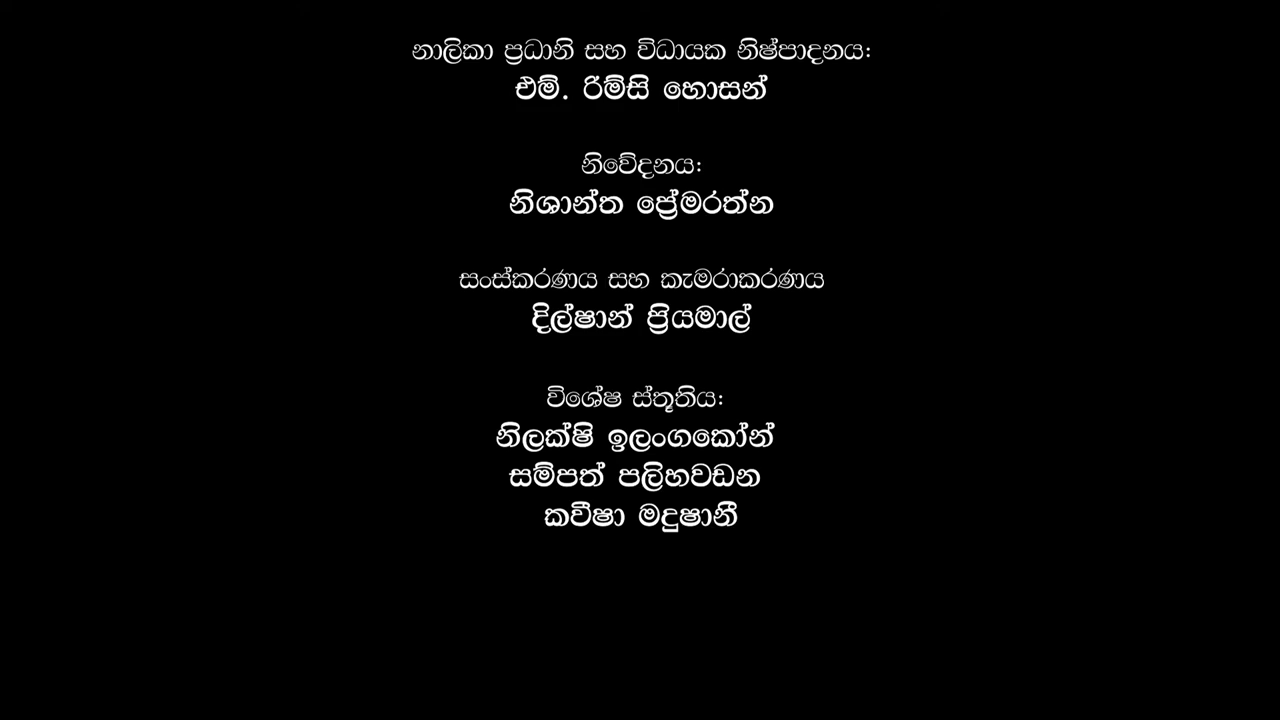 නාලිකා ප්‍රධානි සහ විධායක නිෂ්පාදනය:
එම්. රිම්සි හොසන්
නිවේදනය:
නිශාන්ත ප්‍රේමරත්න
සංස්කරණය සහ කැමරාකරණය
දිල්ෂාන් ප්‍රියමාල්
විශේෂ ස්තූතිය:
නිලක්ෂි ඉලංගකෝන්
සම්පත් පලිහවඩන
කවීෂා මදුෂානී